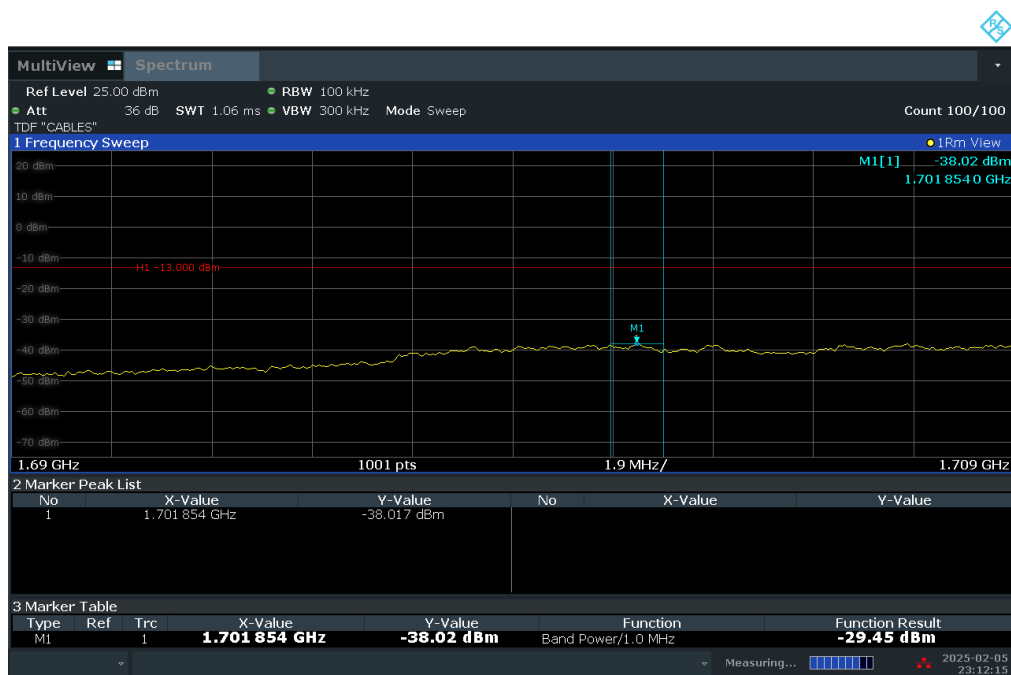 R&S
MultiView Spectrum
Ref Level 25.00 dBm RBW 100 kHz
Att 36 dB SWT 1.06 ms VBW 300 kHz Mode Sweep Count 100/100
TDF "CABLES"
1 Frequency Sweep 1Rm View
M1[1] -38.02 dBm
1.7018540 GHz
20 dBm
10 dBm
0 dBm
-10 dBm
H1 -13.000 dBm
-20 dBm
-30 dBm
M1
-40 dBm
-50 dBm
-60 dBm
-70 dBm
1.69 GHz 1001 pts 1.9 MHz/ 1.709 GHz
2 Marker Peak List
No X-Value Y-Value No X-Value Y-Value
1 1.701 854 GHz -38.017 dBm
3 Marker Table
Type Ref Trc X-Value Y-Value Function Function Result
M1 1 1.701 854 GHz -38.02 dBm Band Power/1.0 MHz -29.45 dBm
Measuring... 2025-02-05
23:12:15